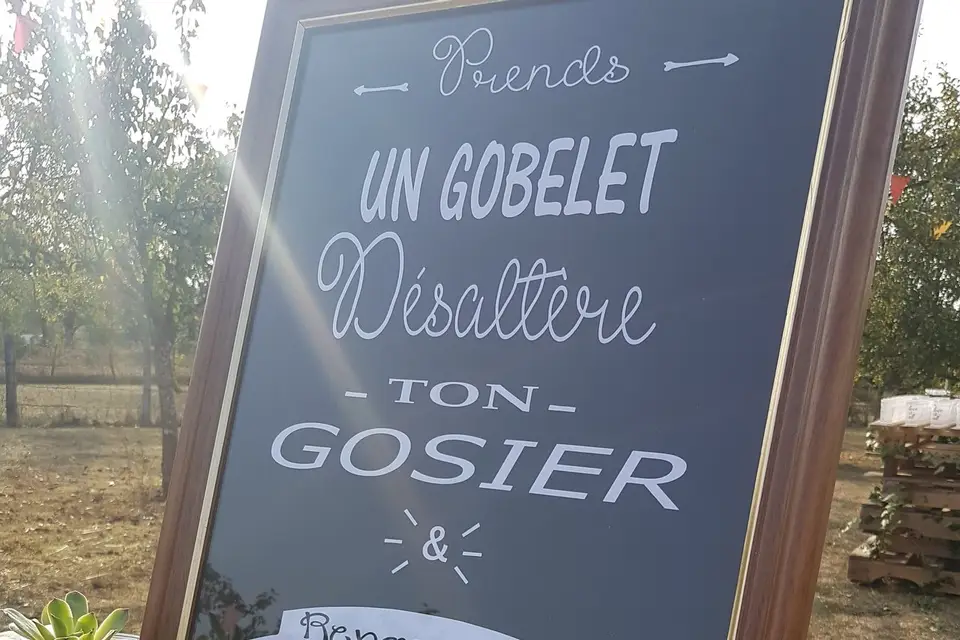 Prends
UN GOBELET
Désaltère
- TON -
GOSIER
&